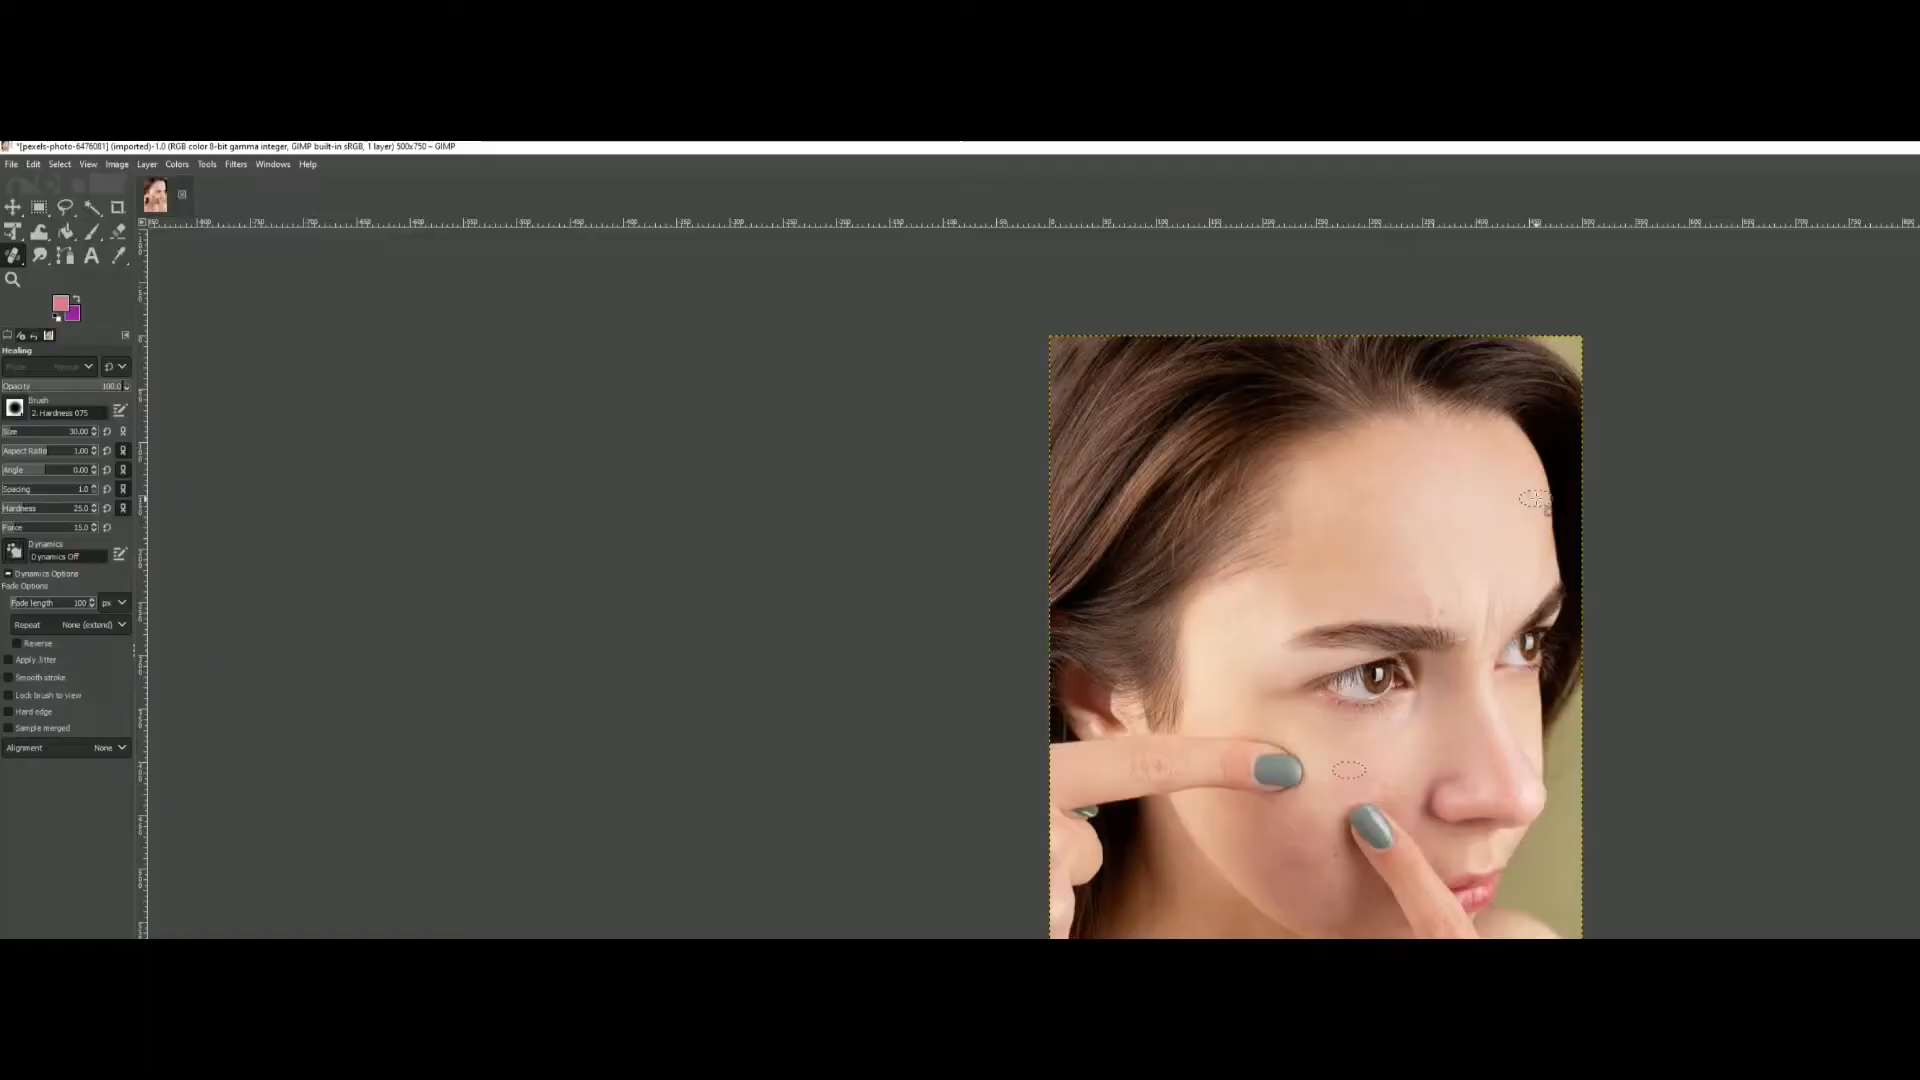 *[pexels-photo-6476081] (imported)-1.0 (RGB color 8-bit gamma integer, GIMP built-in sRGB, 1 layer) 500x750 – GIMP
File Edit Select View Image Layer Colors Tools Filters Windows Help
Healing
Opacity 100.0
Brush
2. Hardness 075
Size 30.00
Aspect Ratio 1.00
Angle 0.00
Spacing 1.0
Hardness 25.0
Force 15.0
Dynamics
Dynamics Off
Dynamics Options
Fade Options
Fade length 100 px
Repeat None (extend)
Reverse
Apply Jitter
Smooth stroke
Lock brush to view
Hard edge
Sample merged
Alignment None